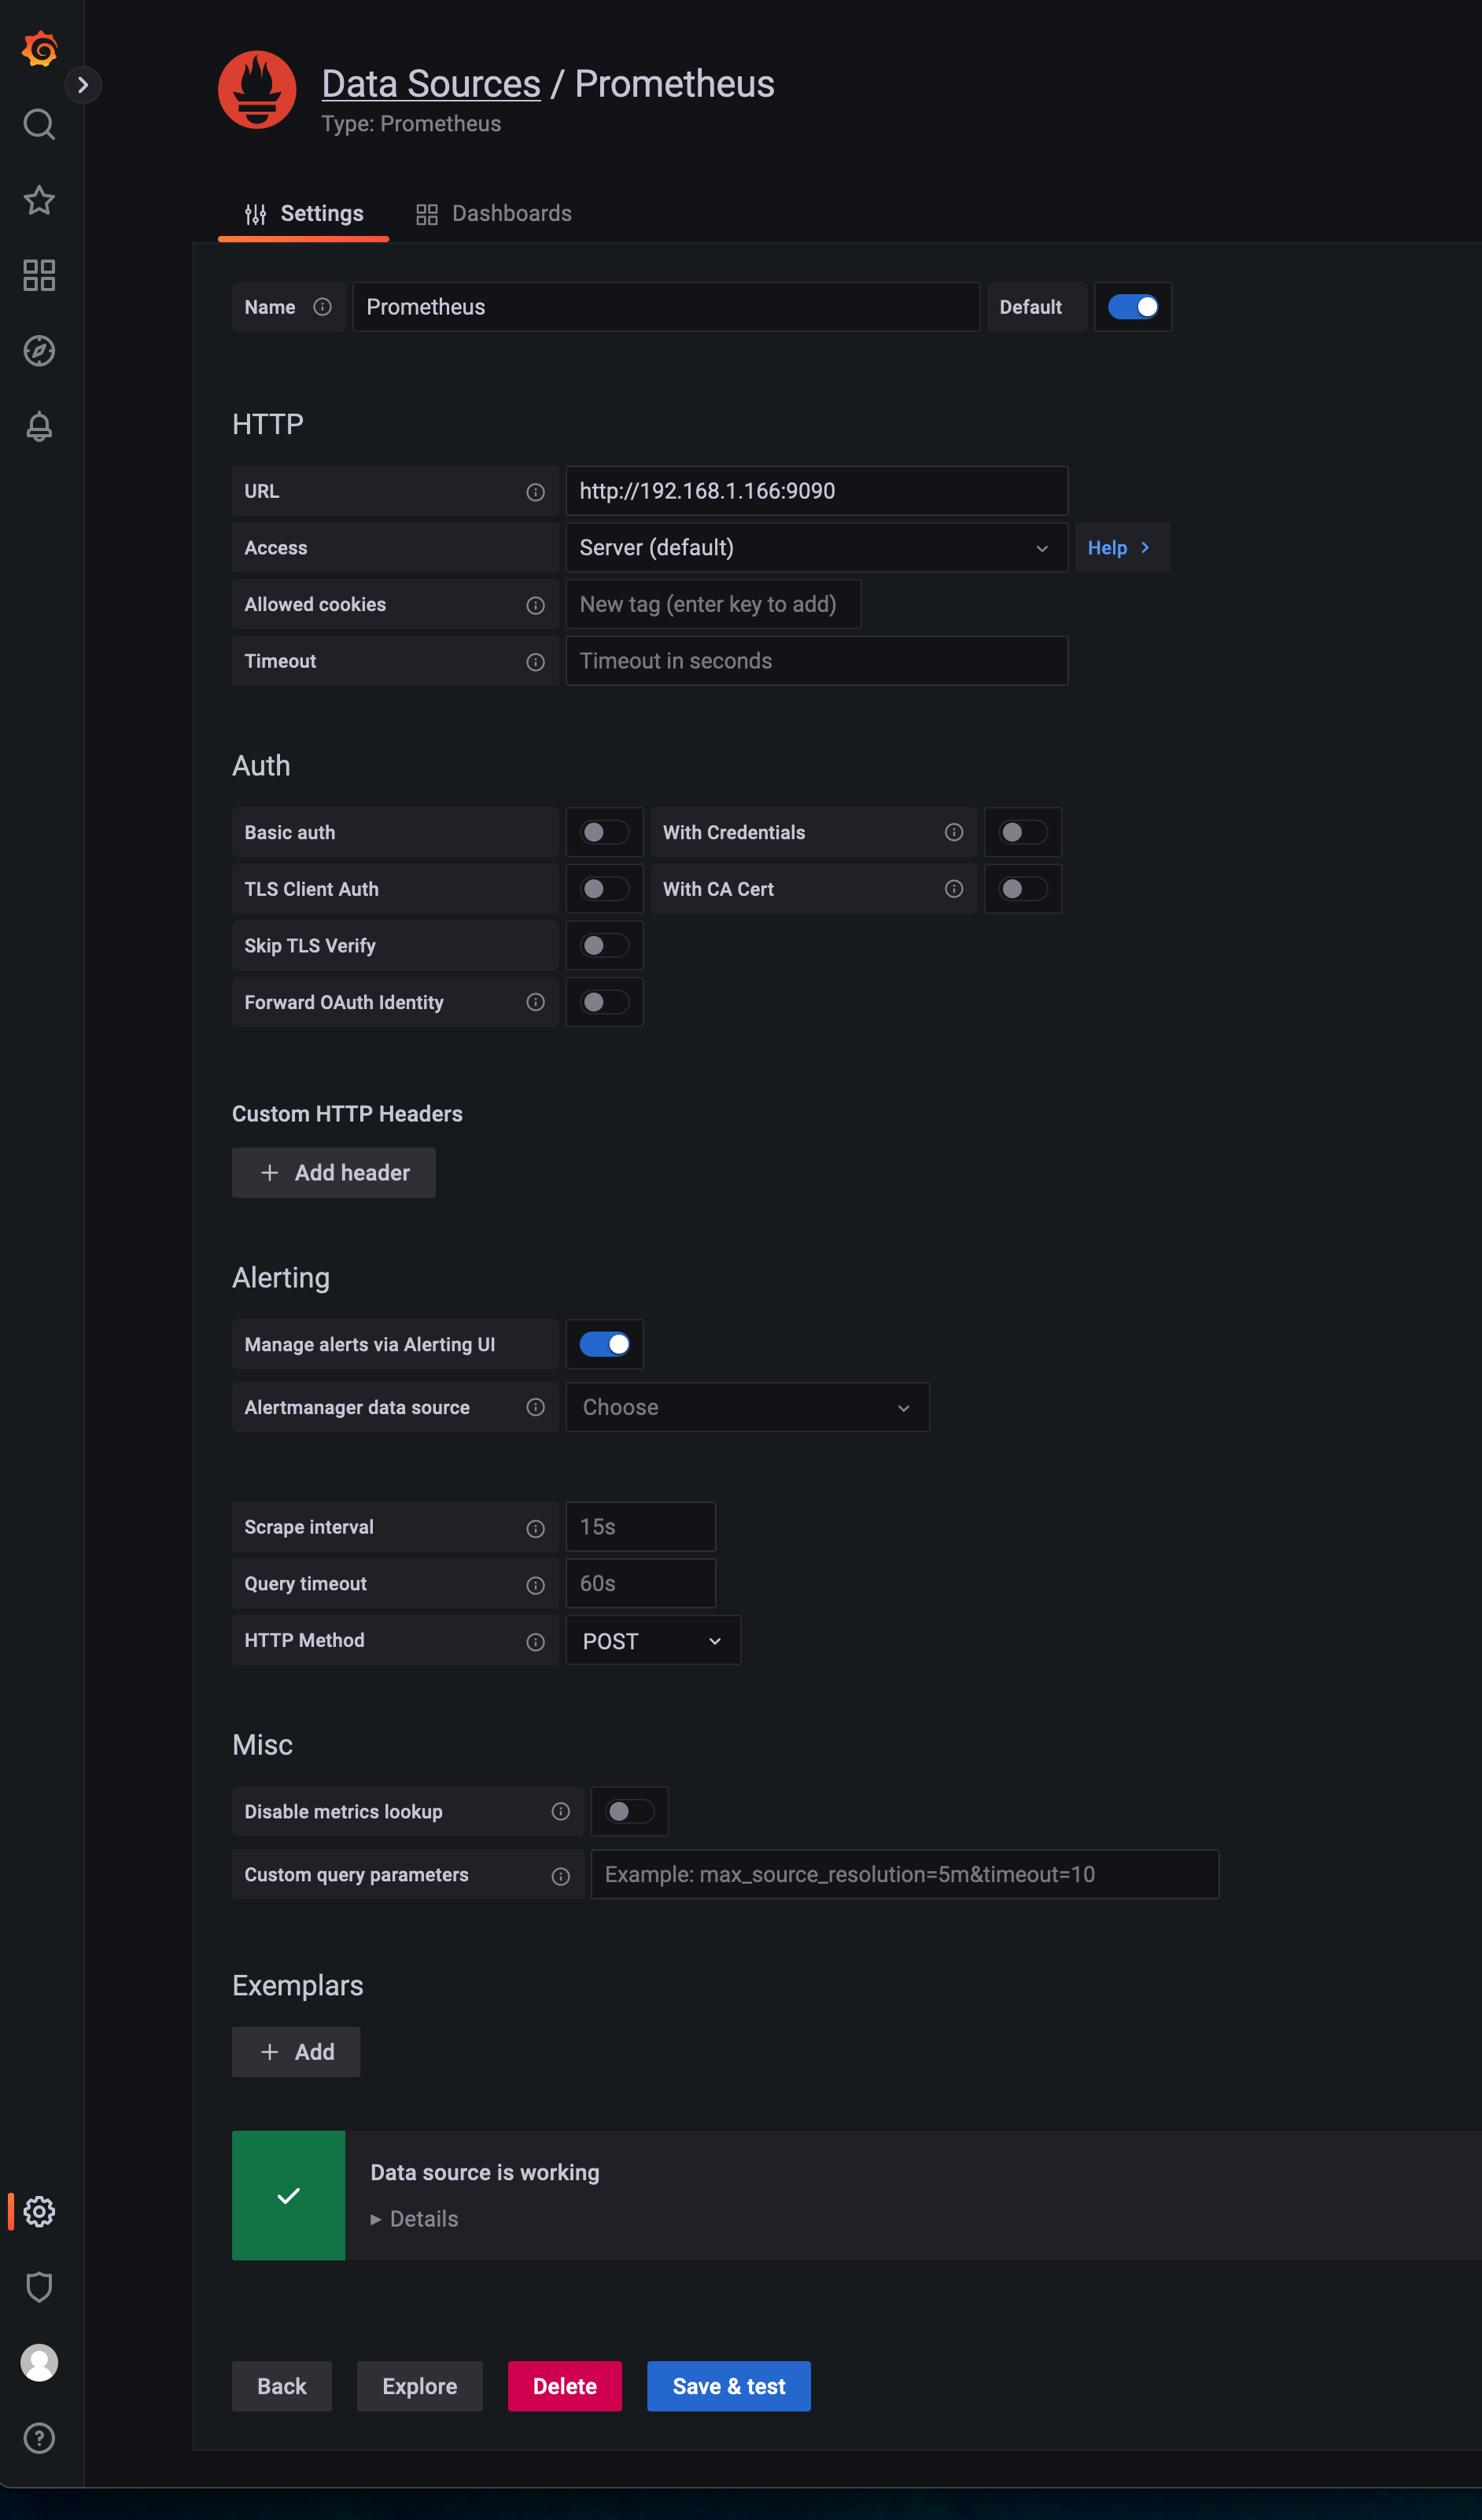 Data Sources / Prometheus
Type: Prometheus
Settings Dashboards
Name Prometheus Default
HTTP
URL http://192.168.1.166:9090
Access Server (default) Help
Allowed cookies New tag (enter key to add)
Timeout Timeout in seconds
Auth
Basic auth With Credentials
TLS Client Auth With CA Cert
Skip TLS Verify
Forward OAuth Identity
Custom HTTP Headers
Add header
Alerting
Manage alerts via Alerting UI
Alertmanager data source Choose
Scrape interval 15s
Query timeout 60s
HTTP Method POST
Misc
Disable metrics lookup
Custom query parameters Example: max_source_resolution=5m&timeout=10
Exemplars
Add
Data source is working
Details
Back Explore Delete Save & test